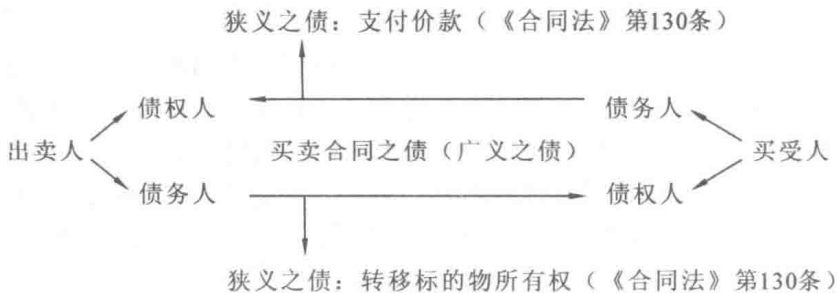 狭义之债：支付价款（《合同法》第130条）
债权人 债务人
出卖人 买卖合同之债（广义之债） 买受人
债务人 债权人
狭义之债：转移标的物所有权（《合同法》第130条）